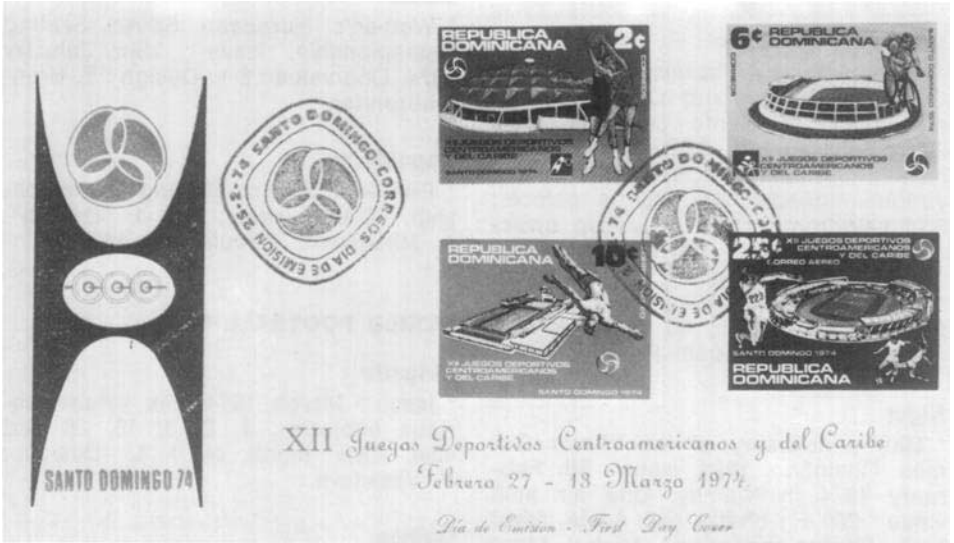 REPUBLICA
DOMINICANA
2¢
CORREOS
XII JUEGOS DEPORTIVOS
CENTROAMERICANOS
Y DEL CARIBE
SANTO DOMINGO 1974
6¢ REPUBLICA
DOMINICANA
CORREOS
SANTO DOMINGO 1974
XII JUEGOS DEPORTIVOS
CENTROAMERICANOS
Y DEL CARIBE
SANTO DOMINGO-CORREOS
DIA DE EMISION 25-2-74
REPUBLICA
DOMINICANA
10¢
XII JUEGOS DEPORTIVOS
CENTROAMERICANOS
Y DEL CARIBE
SANTO DOMINGO 1974
25¢ XII JUEGOS DEPORTIVOS
CENTROAMERICANOS
Y DEL CARIBE
CORREO AEREO
SANTO DOMINGO 1974
REPUBLICA
DOMINICANA
SANTO DOMINGO 74
XII Juegos Deportivos Centroamericanos y del Caribe
Febrero 27 - 13 Marzo 1974.
Día de Emision - First Day Cover